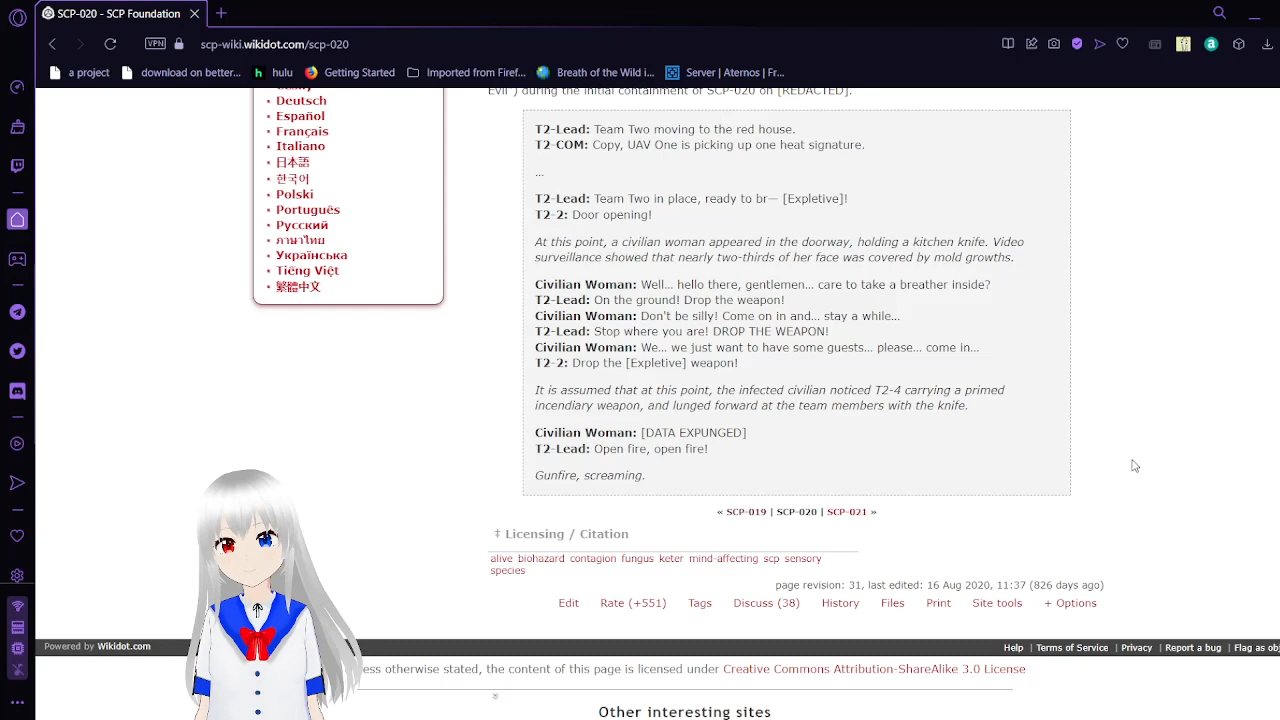 SCP-020 - SCP Foundation
VPN
scp-wiki.wikidot.com/scp-020
a project
download on better...
hulu
Getting Started
Imported from Firef...
Breath of the Wild i...
Server | Aternos | Fr...
Evil") during the initial containment of SCP-020 on [REDACTED].
Deutsch
Español
Français
Italiano
日本語
한국어
Polski
Português
Русский
ภาษาไทย
Українська
Tiếng Việt
繁體中文
T2-Lead: Team Two moving to the red house.
T2-COM: Copy, UAV One is picking up one heat signature.
...
T2-Lead: Team Two in place, ready to br— [Expletive]!
T2-2: Door opening!
At this point, a civilian woman appeared in the doorway, holding a kitchen knife. Video
surveillance showed that nearly two-thirds of her face was covered by mold growths.
Civilian Woman: Well... hello there, gentlemen... care to take a breather inside?
T2-Lead: On the ground! Drop the weapon!
Civilian Woman: Don't be silly! Come on in and... stay a while...
T2-Lead: Stop where you are! DROP THE WEAPON!
Civilian Woman: We... we just want to have some guests... please... come in...
T2-2: Drop the [Expletive] weapon!
It is assumed that at this point, the infected civilian noticed T2-4 carrying a primed
incendiary weapon, and lunged forward at the team members with the knife.
Civilian Woman: [DATA EXPUNGED]
T2-Lead: Open fire, open fire!
Gunfire, screaming.
« SCP-019 | SCP-020 | SCP-021 »
‡ Licensing / Citation
alive biohazard contagion fungus keter mind-affecting scp sensory
species
page revision: 31, last edited: 16 Aug 2020, 11:37 (826 days ago)
Edit Rate (+551) Tags Discuss (38) History Files Print Site tools + Options
Powered by Wikidot.com
Help | Terms of Service | Privacy | Report a bug | Flag as ob
ess otherwise stated, the content of this page is licensed under Creative Commons Attribution-ShareAlike 3.0 License
Other interesting sites